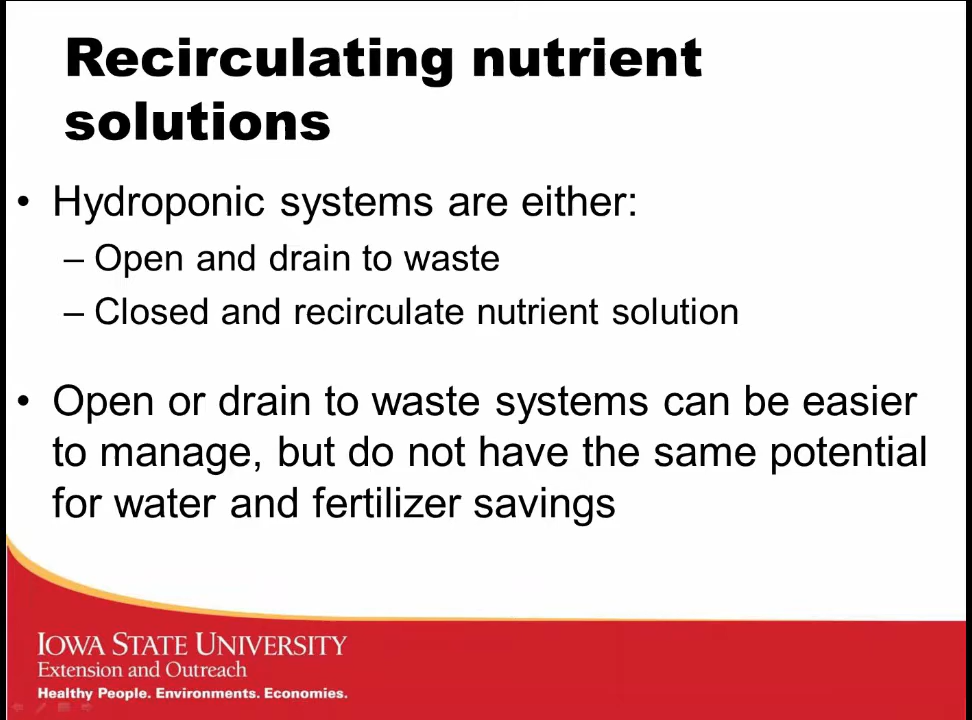 Recirculating nutrient
solutions
• Hydroponic systems are either:
– Open and drain to waste
– Closed and recirculate nutrient solution
• Open or drain to waste systems can be easier
to manage, but do not have the same potential
for water and fertilizer savings
IOWA STATE UNIVERSITY
Extension and Outreach
Healthy People. Environments. Economies.